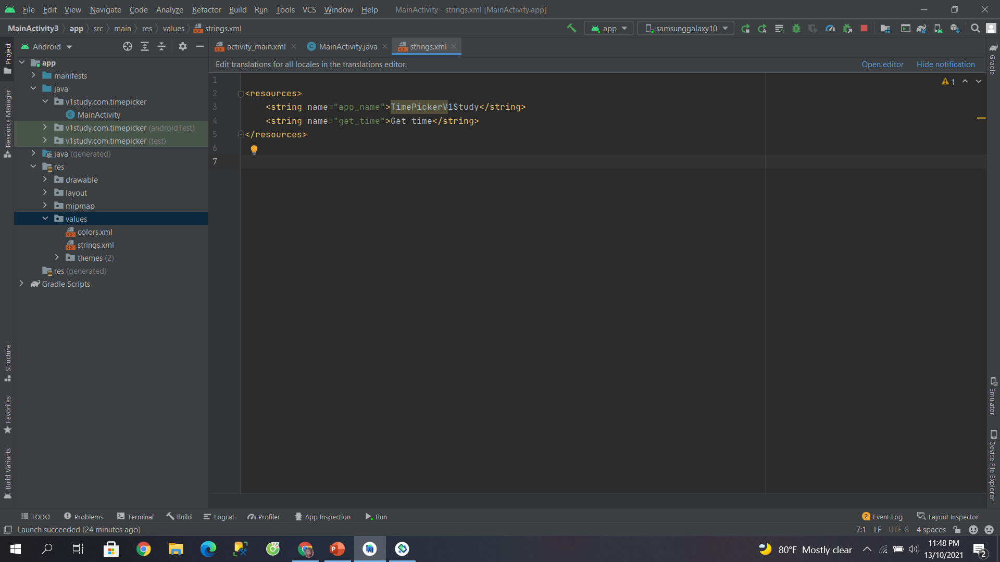 File Edit View Navigate Code Analyze Refactor Build Run Tools VCS Window Help MainActivity - strings.xml [MainActivity.app]
MainActivity3 app src main res values strings.xml app samsunggalaxy10
Android
activity_main.xml MainActivity.java strings.xml
Edit translations for all locales in the translations editor. Open editor Hide notification
Project
Resource Manager
Structure
Favorites
Build Variants
app
manifests
java
v1study.com.timepicker
MainActivity
v1study.com.timepicker (androidTest)
v1study.com.timepicker (test)
java (generated)
res
drawable
layout
mipmap
values
colors.xml
strings.xml
themes (2)
res (generated)
Gradle Scripts
1
2 <resources>
3 <string name="app_name">TimePickerV1Study</string>
4 <string name="get_time">Get time</string>
5 </resources>
6
7
1
Gradle
Emulator
Device File Explorer
TODO Problems Terminal Build Logcat Profiler App Inspection Run 2 Event Log Layout Inspector
Launch succeeded (24 minutes ago) 7:1 LF UTF-8 4 spaces
80°F Mostly clear 11:48 PM
13/10/2021 2